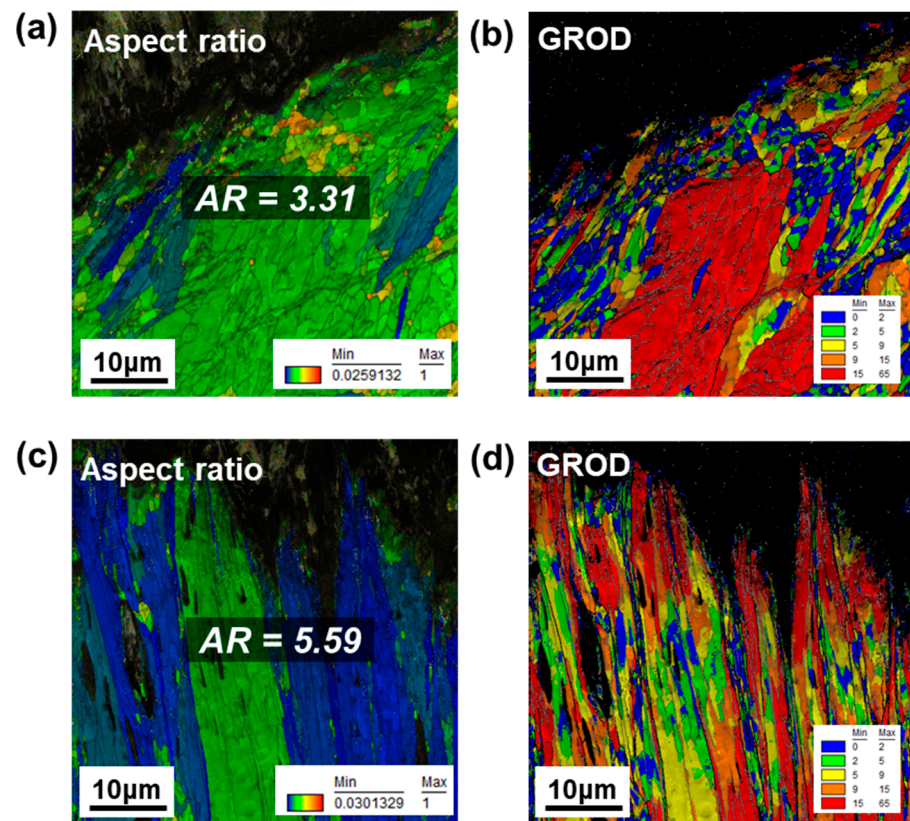 (a)
Aspect ratio
AR = 3.31
10µm
Min Max
0.0259132 1
(b)
GROD
10µm
Min Max
0 2
2 5
5 9
9 15
15 65
(c)
Aspect ratio
AR = 5.59
10µm
Min Max
0.0301329 1
(d)
GROD
10µm
Min Max
0 2
2 5
5 9
9 15
15 65